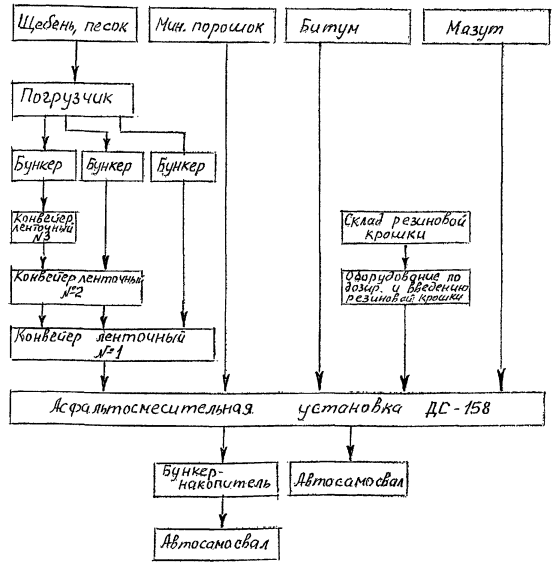 Щебень, песок
Мин. порошок
Битум
Мазут
Погрузчик
Бункер
Бункер
Бункер
Конвейер
ленточный
№3
Склад резиновой
крошки
Конвейер ленточный
№2
Оборудование по
дозир. и введению
резиновой крошки
Конвейер ленточный
№1
Асфальтосмесительная установка ДС-158
Бункер-
накопитель
Автосамосвал
Автосамосвал